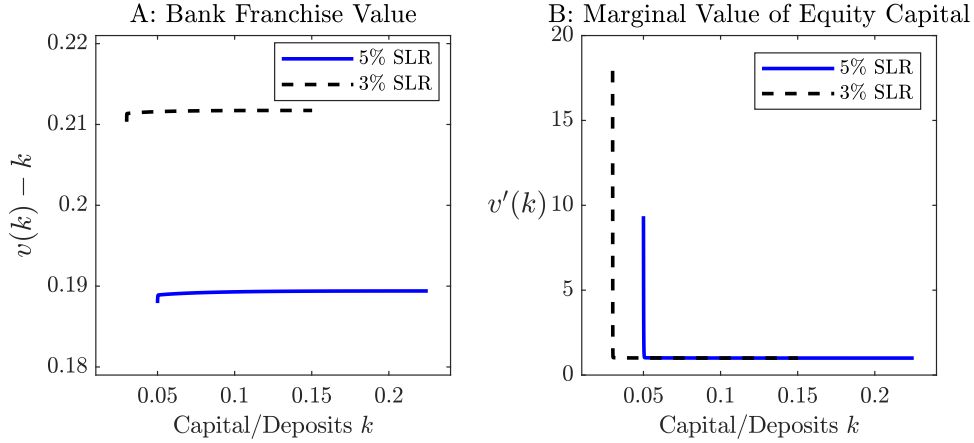 A: Bank Franchise Value
0.22
0.21
0.2
0.19
0.18
v(k) − k
5% SLR
3% SLR
0.05 0.1 0.15 0.2
Capital/Deposits k
B: Marginal Value of Equity Capital
20
15
10
5
0
v′(k)
5% SLR
3% SLR
0.05 0.1 0.15 0.2
Capital/Deposits k